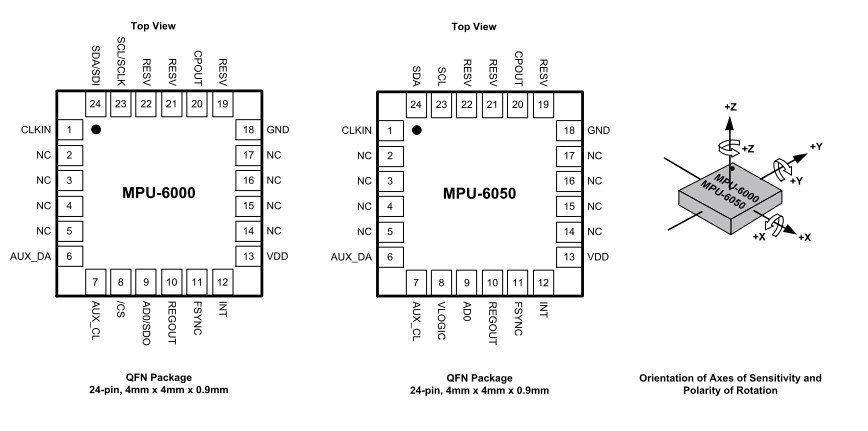 Top View
SDA/SDI
SCL/SCLK
RESV
RESV
CPOUT
RESV
24 23 22 21 20 19
CLKIN 1 18 GND
NC 2 17 NC
NC 3 16 NC
MPU-6000
NC 4 15 NC
NC 5 14 NC
AUX_DA 6 13 VDD
7 8 9 10 11 12
AUX_CL
/CS
AD0/SDO
REGOUT
FSYNC
INT
QFN Package
24-pin, 4mm x 4mm x 0.9mm
Top View
SDA
SCL
RESV
RESV
CPOUT
RESV
24 23 22 21 20 19
CLKIN 1 18 GND
NC 2 17 NC
NC 3 16 NC
MPU-6050
NC 4 15 NC
NC 5 14 NC
AUX_DA 6 13 VDD
7 8 9 10 11 12
AUX_CL
VLOGIC
AD0
REGOUT
FSYNC
INT
QFN Package
24-pin, 4mm x 4mm x 0.9mm
+Z
+Z
+Y
+Y
MPU-6000
MPU-6050
+X
+X
Orientation of Axes of Sensitivity and
Polarity of Rotation